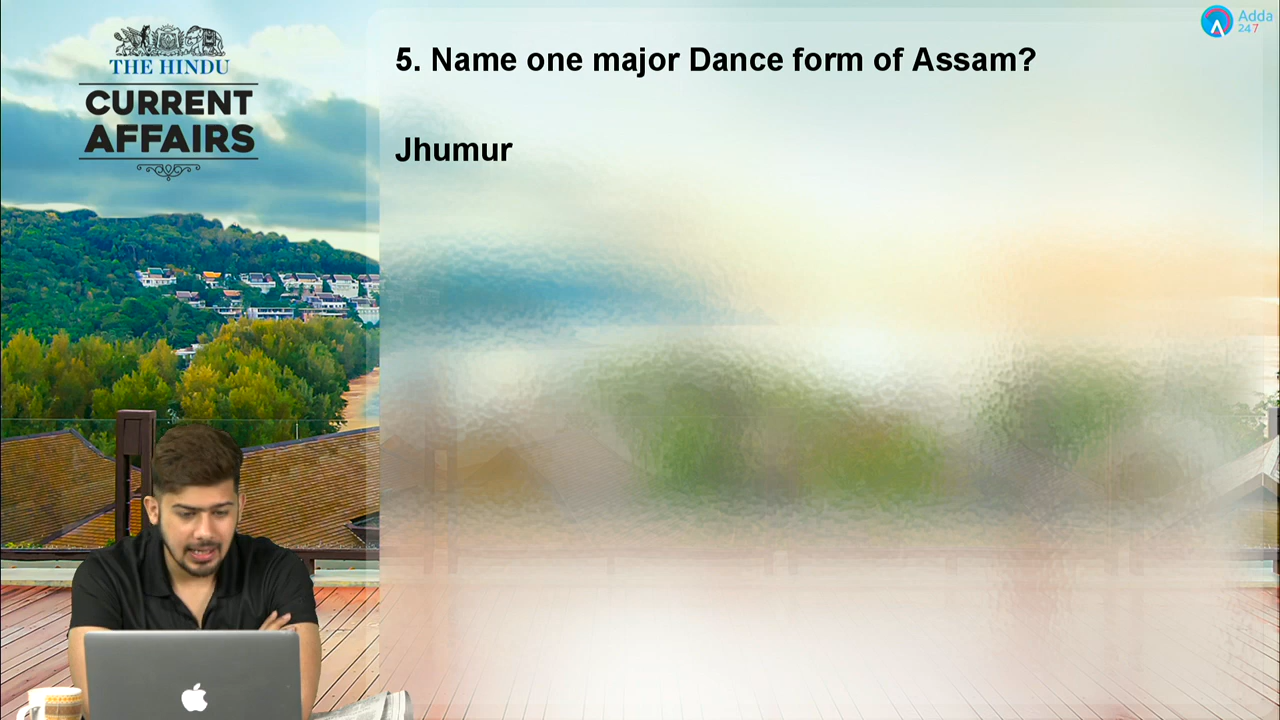 THE HINDU
CURRENT
AFFAIRS
5. Name one major Dance form of Assam?
Jhumur
Adda
247